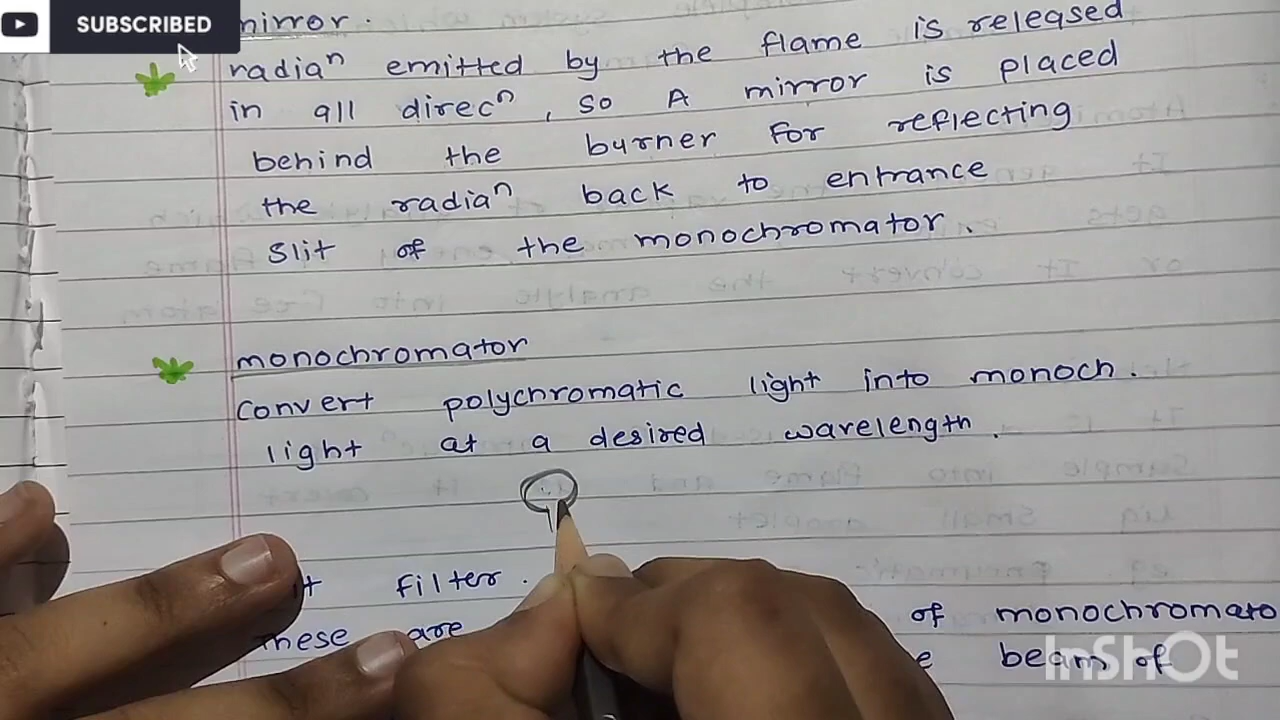 SUBSCRIBED
mirror.
radiaⁿ emitted by the flame is released
in all direcⁿ, so A mirror is placed
behind the burner for reflecting
the radiaⁿ back to entrance
slit of the monochromator.
monochromator
convert polychromatic light into monoch.
light at a desired wavelength.
filter.
These are of monochromato
beam of
InShOt